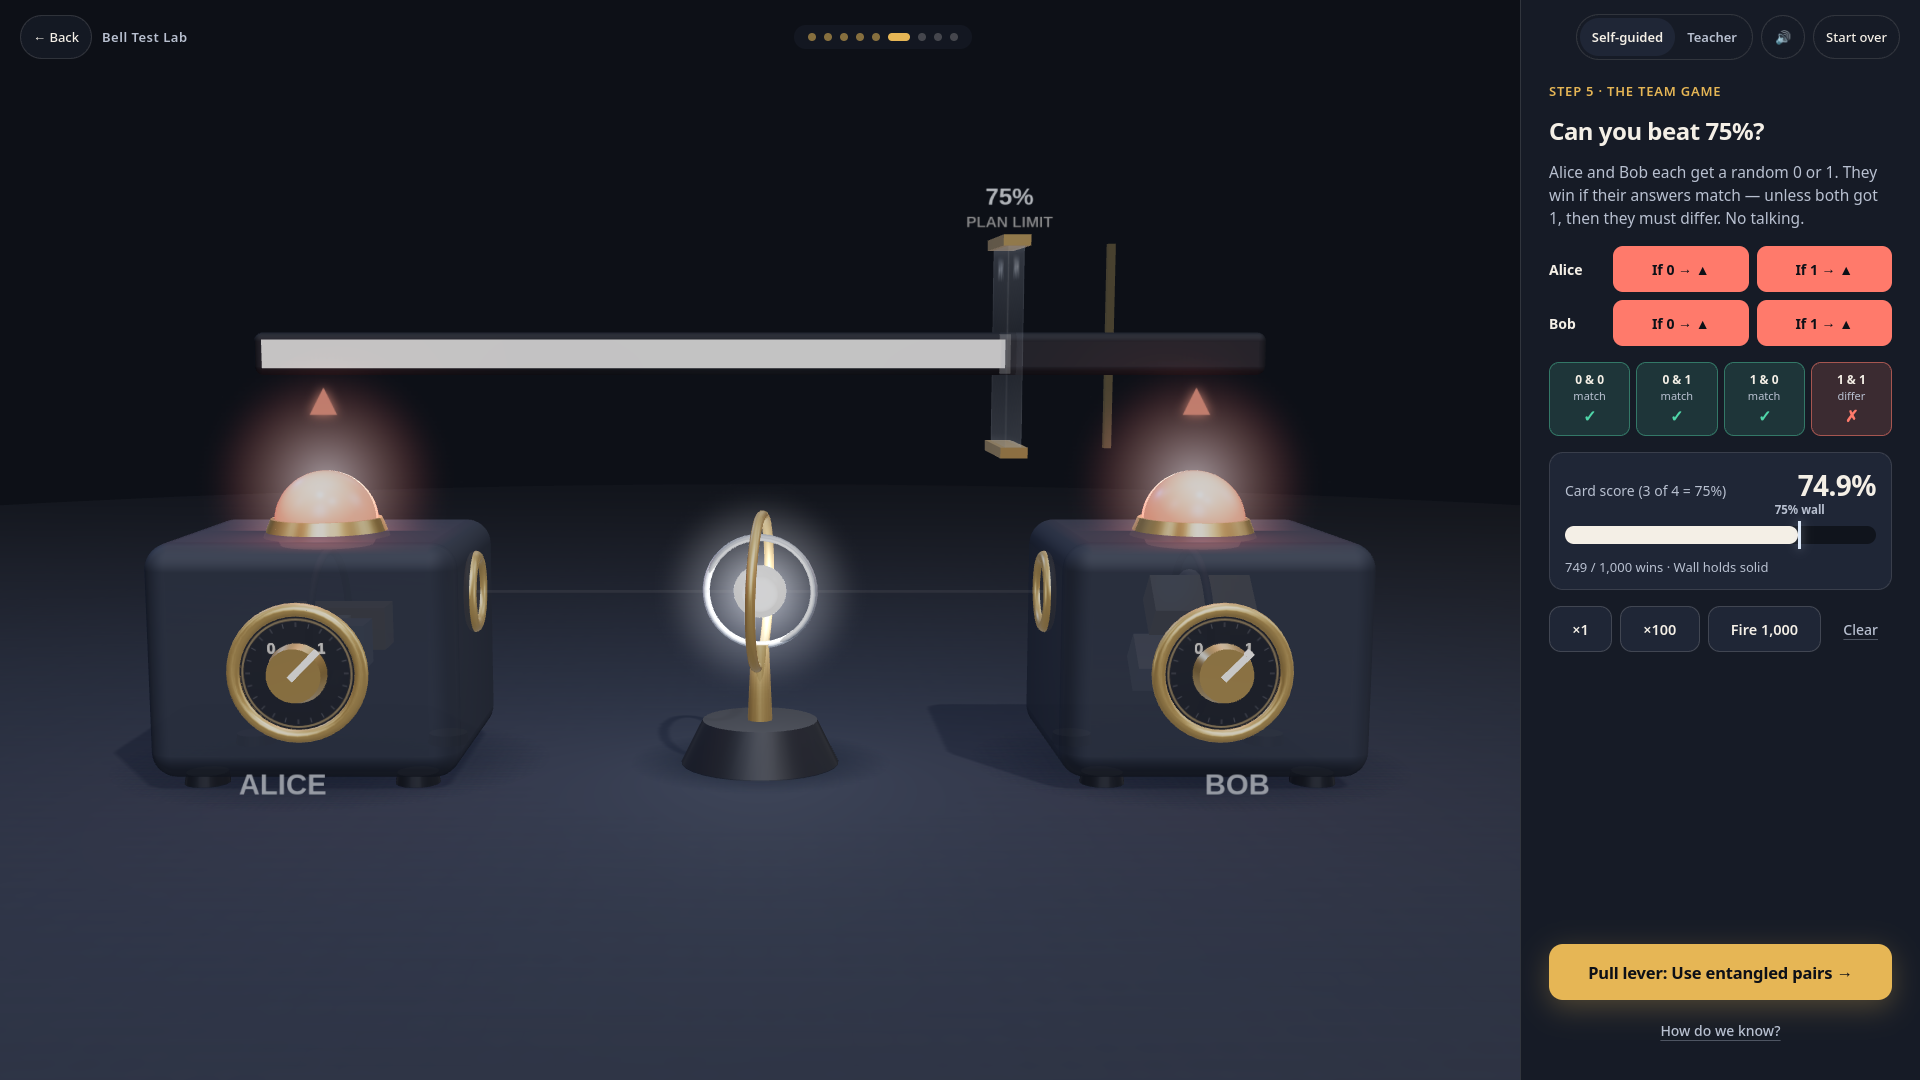 ← Back
Bell Test Lab
Self-guided
Teacher
Start over
75%
PLAN LIMIT
0 1
0 1
ALICE
BOB
STEP 5 · THE TEAM GAME
Can you beat 75%?
Alice and Bob each get a random 0 or 1. They
win if their answers match — unless both got
1, then they must differ. No talking.
Alice
If 0 → ▲
If 1 → ▲
Bob
If 0 → ▲
If 1 → ▲
0 & 0
match
✓
0 & 1
match
✓
1 & 0
match
✓
1 & 1
differ
✗
Card score (3 of 4 = 75%)
74.9%
75% wall
749 / 1,000 wins · Wall holds solid
×1
×100
Fire 1,000
Clear
Pull lever: Use entangled pairs →
How do we know?